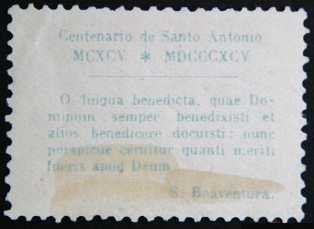 Centenario de Santo Antonio
MCXCV * MDCCCXCV
O lingua benedicta, quae Do-
minum semper benedixisti et
alios benedicere docuisti: nunc
perspicue cernitur quanti meriti
fueris apud Deum
S. Boaventura.